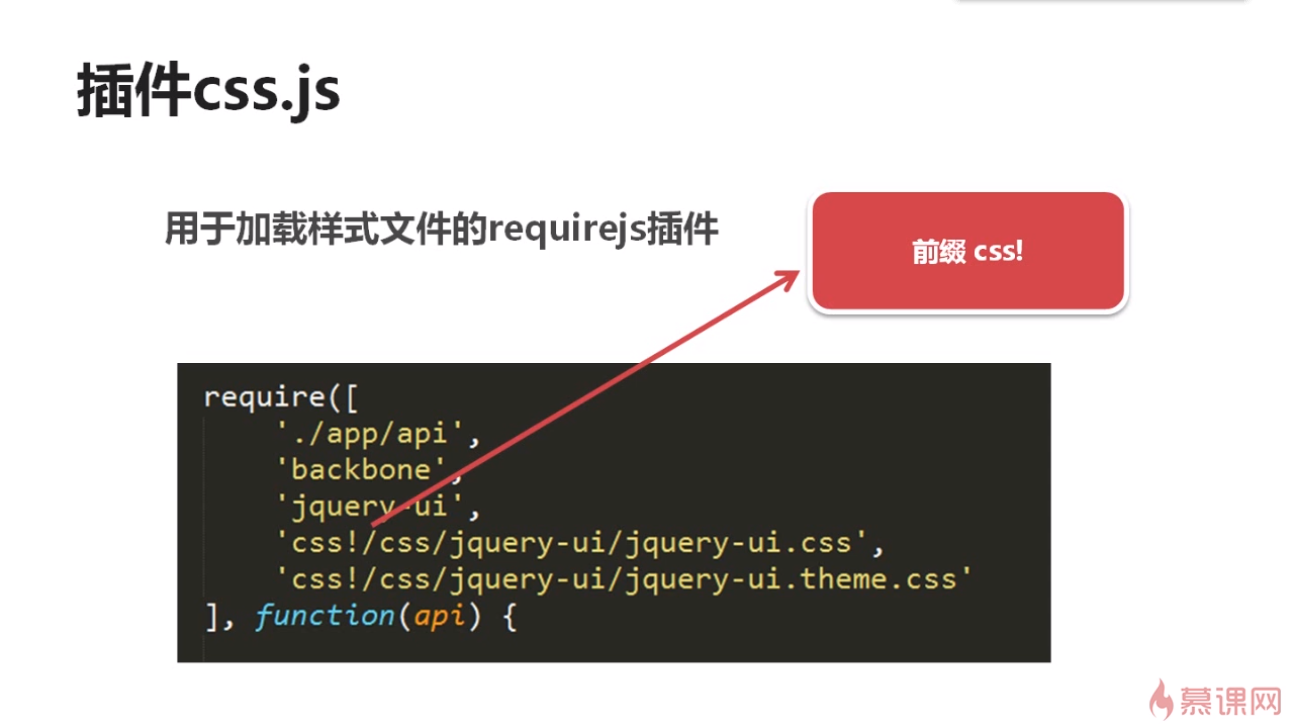 插件css.js
用于加载样式文件的requirejs插件
前缀 css!
require([
'./app/api',
'backbone',
'jquery-ui',
'css!/css/jquery-ui/jquery-ui.css',
'css!/css/jquery-ui/jquery-ui.theme.css'
], function(api) {
慕课网